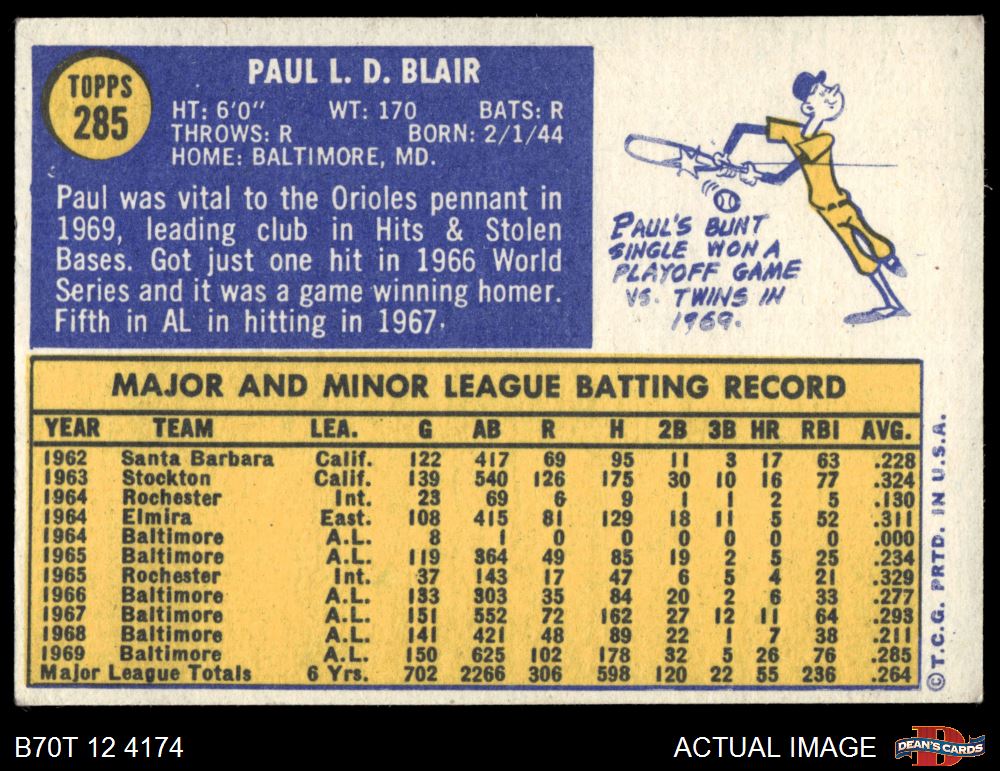 TOPPS
285
PAUL L. D. BLAIR
HT: 6'0" WT: 170 BATS: R
THROWS: R BORN: 2/1/44
HOME: BALTIMORE, MD.
Paul was vital to the Orioles pennant in
1969, leading club in Hits & Stolen
Bases. Got just one hit in 1966 World
Series and it was a game winning homer.
Fifth in AL in hitting in 1967.
PAUL'S BUNT
SINGLE WON A
PLAYOFF GAME
VS. TWINS IN
1969.
MAJOR AND MINOR LEAGUE BATTING RECORD
YEAR TEAM LEA. G AB R H 2B 3B HR RBI AVG.
1962 Santa Barbara Calif. 122 417 69 95 11 3 17 63 .228
1963 Stockton Calif. 139 540 126 175 30 10 16 77 .324
1964 Rochester Int. 23 69 6 9 1 1 2 5 .130
1964 Elmira East. 108 415 81 129 18 11 5 52 .311
1964 Baltimore A.L. 8 1 0 0 0 0 0 0 .000
1965 Baltimore A.L. 119 364 49 85 19 2 5 25 .234
1965 Rochester Int. 37 143 17 47 6 5 4 21 .329
1966 Baltimore A.L. 133 303 35 84 20 2 6 33 .277
1967 Baltimore A.L. 151 552 72 162 27 12 11 64 .293
1968 Baltimore A.L. 141 421 48 89 22 1 7 38 .211
1969 Baltimore A.L. 150 625 102 178 32 5 26 76 .285
Major League Totals 6 Yrs. 702 2266 306 598 120 22 55 236 .264
©T.C.G. PRTD. IN U.S.A.
B70T 12 4174
ACTUAL IMAGE
D
DEAN'S CARDS